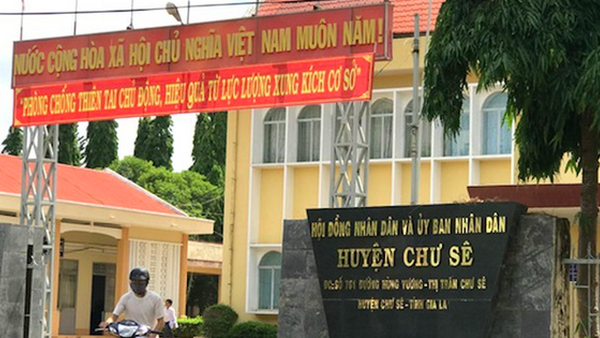 NƯỚC CỘNG HÒA XÃ HỘI CHỦ NGHĨA VIỆT NAM MUÔN NĂM!
"PHÒNG CHỐNG THIÊN TAI CHỦ ĐỘNG, HIỆU QUẢ TỪ LỰC LƯỢNG XUNG KÍCH CƠ SỞ"
HỘI ĐỒNG NHÂN DÂN VÀ ỦY BAN NHÂN DÂN
HUYỆN CHƯ SÊ
ĐC: SỐ 761 ĐƯỜNG HÙNG VƯƠNG - THỊ TRẤN CHƯ SÊ
HUYỆN CHƯ SÊ - TỈNH GIA LA